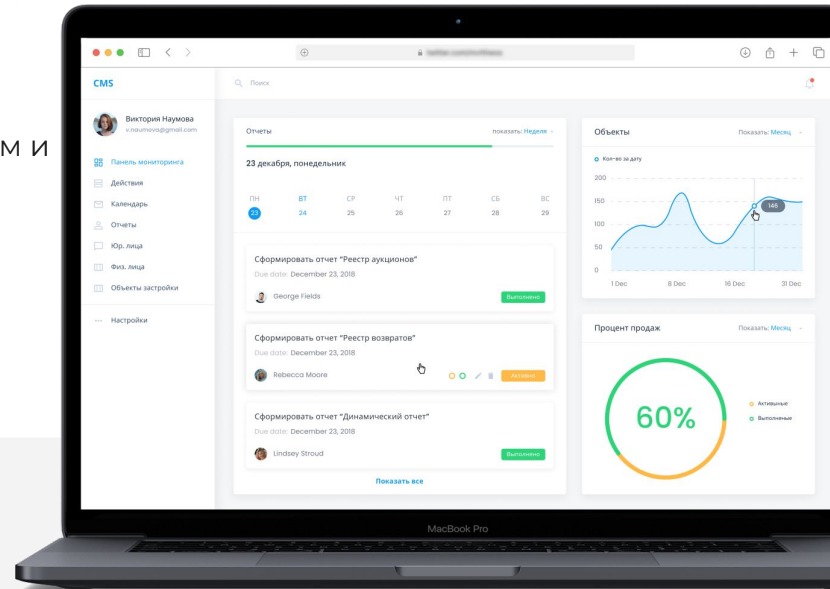 ми
CMS
Поиск
Виктория Наумова
v.naumova@gmail.com
Панель мониторинга
Действия
Календарь
Отчеты
Юр. лица
Физ. лица
Объекты застройки
Настройки
Отчеты
показать: Неделя
23 декабря, понедельник
ПН ВТ СР ЧТ ПТ СБ ВС
23 24 25 26 27 28 29
Сформировать отчет "Реестр аукционов"
Due date: December 23, 2018
George Fields
Выполнено
Сформировать отчет "Реестр возвратов"
Due date: December 23, 2018
Rebecca Moore
Активно
Сформировать отчет "Динамический отчет"
Due date: December 23, 2018
Lindsey Stroud
Выполнено
Показать все
Объекты
Показать: Месяц
Кол-во за дату
200
150
146
100
50
0
1 Dec 8 Dec 16 Dec 31 Dec
Процент продаж
Показать: Месяц
60%
Активные
Выполненые
MacBook Pro